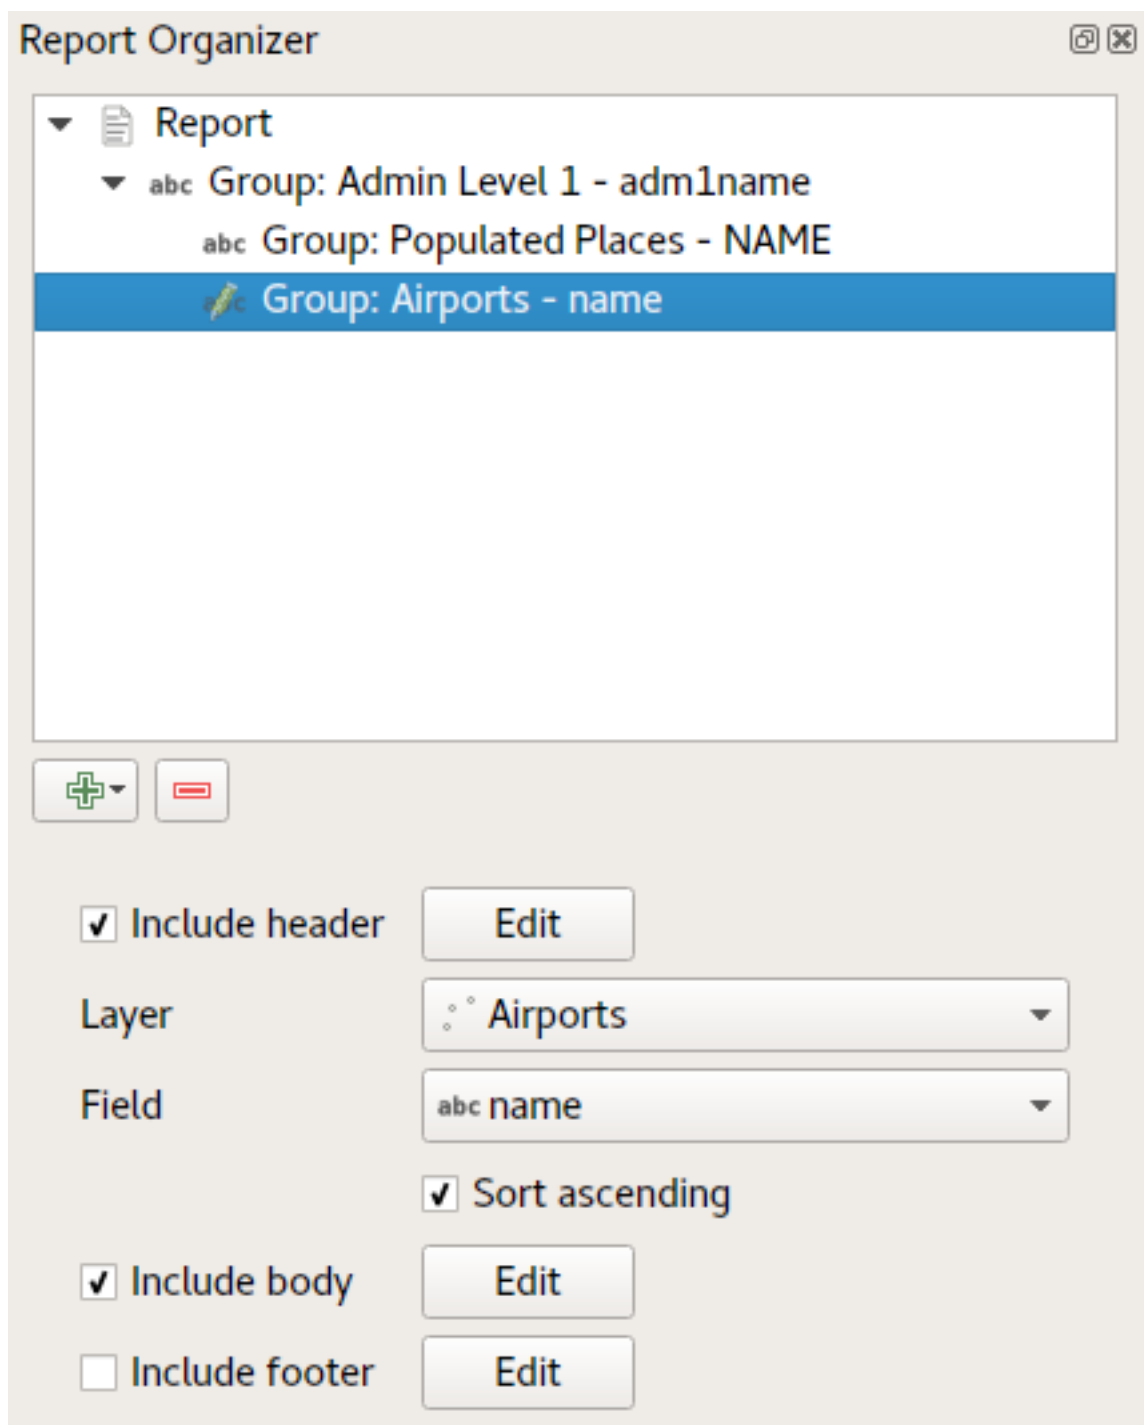 Report Organizer
Report
abc Group: Admin Level 1 - adm1name
abc Group: Populated Places - NAME
Group: Airports - name
Include header Edit
Layer Airports
Field abc name
Sort ascending
Include body Edit
Include footer Edit